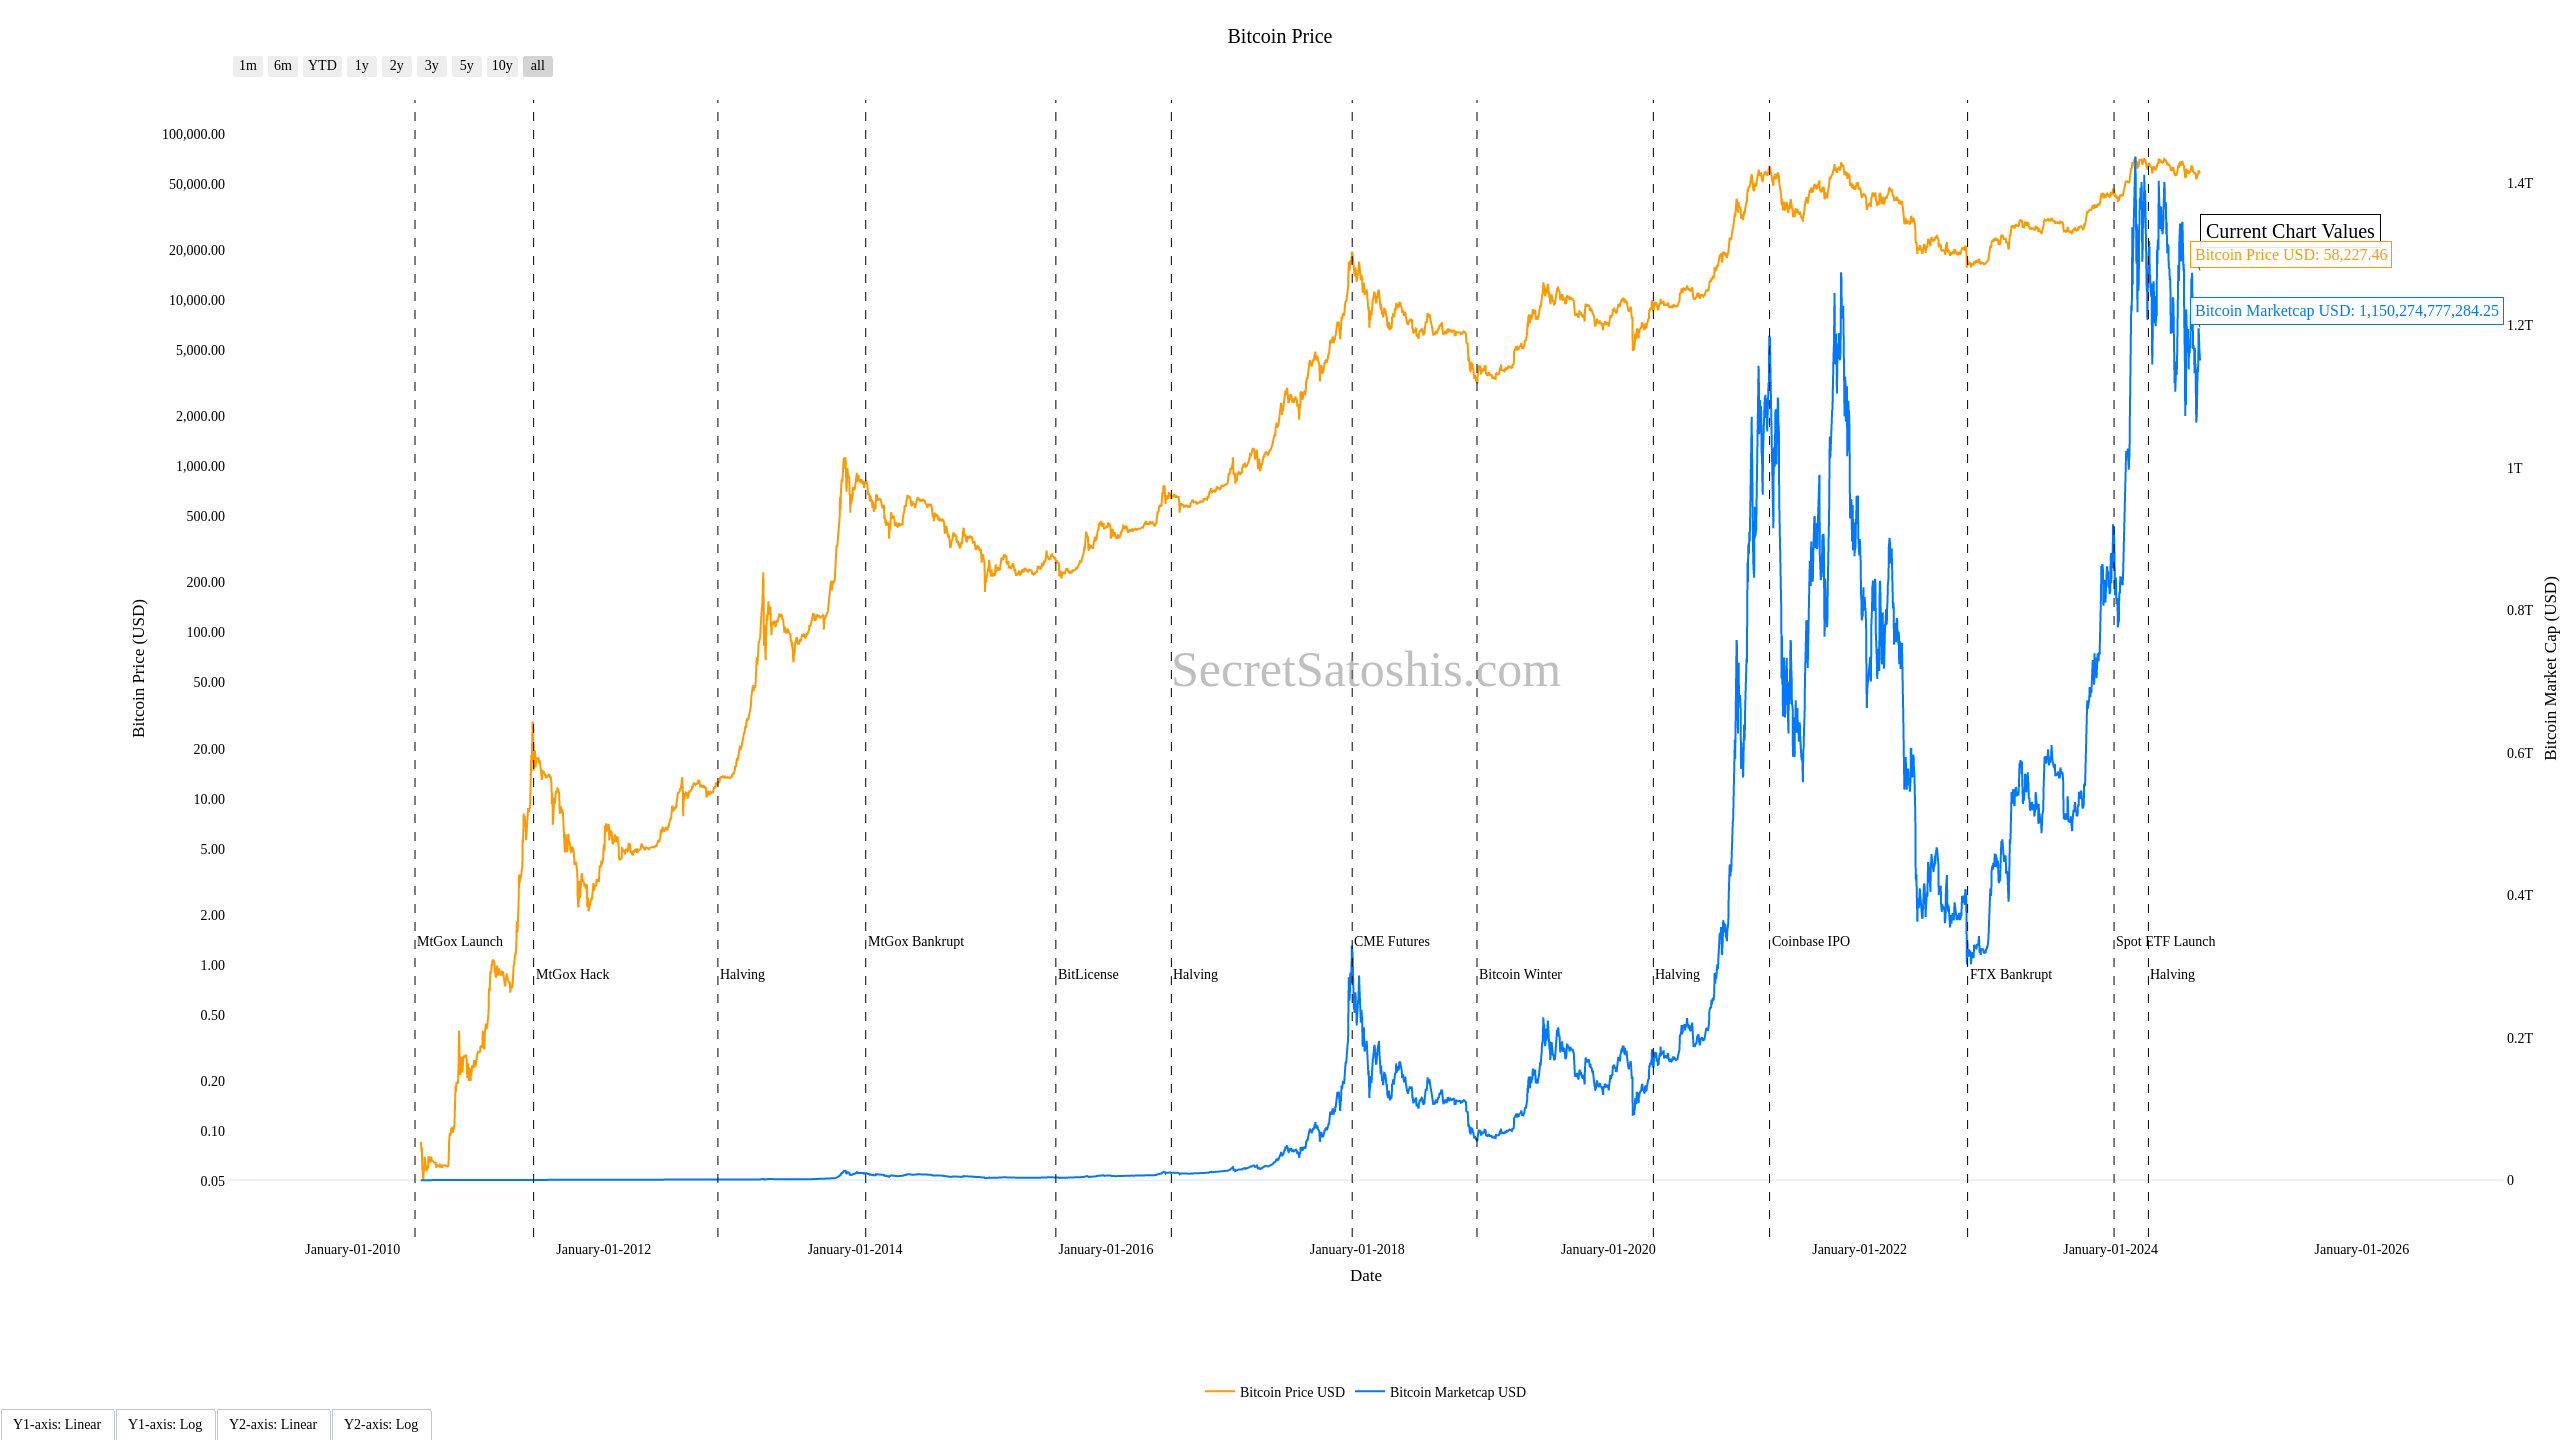 Bitcoin Price
1m 6m YTD 1y 2y 3y 5y 10y all
100,000.00
50,000.00
20,000.00
10,000.00
5,000.00
2,000.00
1,000.00
500.00
200.00
100.00
50.00
20.00
10.00
5.00
2.00
1.00
0.50
0.20
0.10
0.05
Bitcoin Price (USD)
1.4T
1.2T
1T
0.8T
0.6T
0.4T
0.2T
0
Bitcoin Market Cap (USD)
Current Chart Values
Bitcoin Price USD: 58,227.46
Bitcoin Marketcap USD: 1,150,274,777,284.25
SecretSatoshis.com
MtGox Launch
MtGox Hack
Halving
MtGox Bankrupt
BitLicense
Halving
CME Futures
Bitcoin Winter
Halving
Coinbase IPO
FTX Bankrupt
Spot ETF Launch
Halving
January-01-2010 January-01-2012 January-01-2014 January-01-2016 January-01-2018 January-01-2020 January-01-2022 January-01-2024 January-01-2026
Date
Bitcoin Price USD Bitcoin Marketcap USD
Y1-axis: Linear Y1-axis: Log Y2-axis: Linear Y2-axis: Log